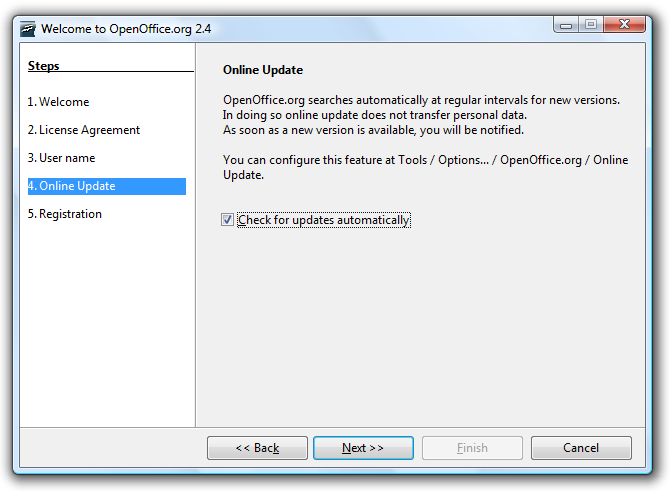 Welcome to OpenOffice.org 2.4
Steps
1. Welcome
2. License Agreement
3. User name
4. Online Update
5. Registration
Online Update
OpenOffice.org searches automatically at regular intervals for new versions.
In doing so online update does not transfer personal data.
As soon as a new version is available, you will be notified.
You can configure this feature at Tools / Options... / OpenOffice.org / Online
Update.
Check for updates automatically
<< Back
Next >>
Finish
Cancel